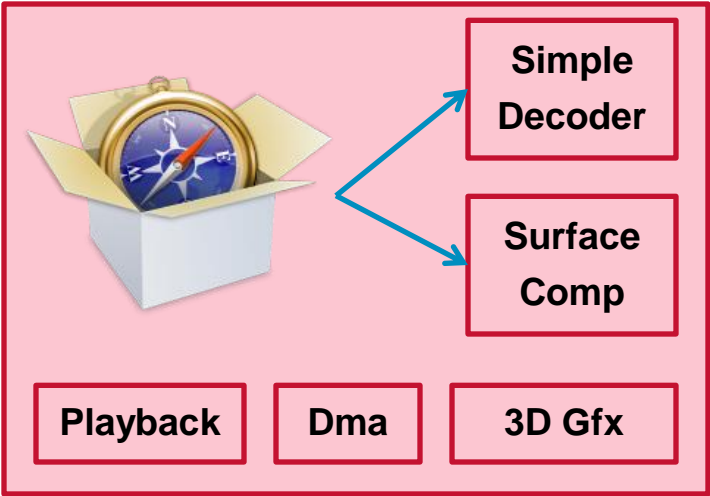 Simple
Decoder
N
E
W
Surface
Comp
Playback
Dma
3D Gfx